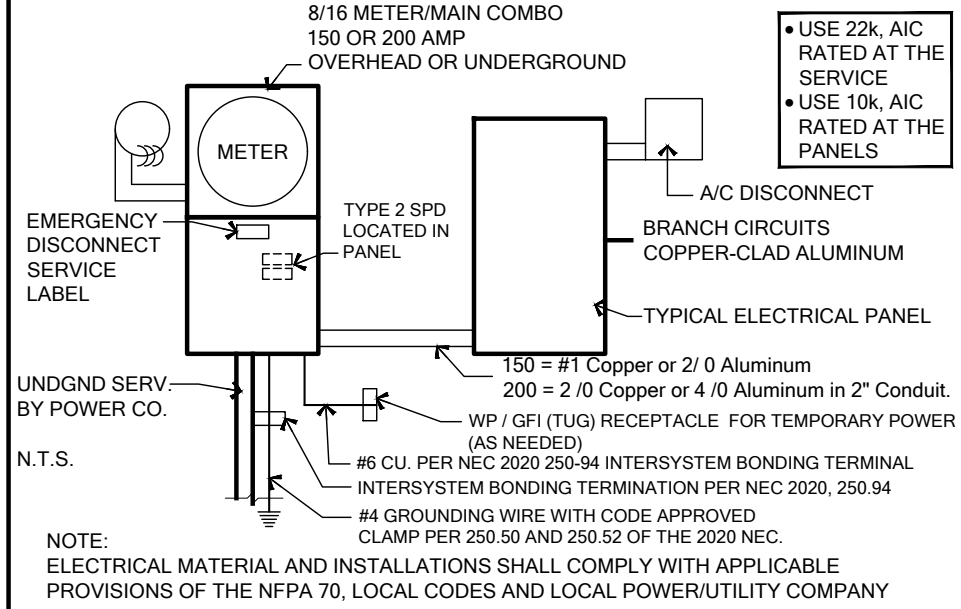 8/16 METER/MAIN COMBO
150 OR 200 AMP
OVERHEAD OR UNDERGROUND
• USE 22k, AIC
RATED AT THE
SERVICE
• USE 10k, AIC
RATED AT THE
PANELS
METER
A/C DISCONNECT
EMERGENCY
DISCONNECT
SERVICE
LABEL
TYPE 2 SPD
LOCATED IN
PANEL
BRANCH CIRCUITS
COPPER-CLAD ALUMINUM
TYPICAL ELECTRICAL PANEL
150 = #1 Copper or 2/ 0 Aluminum
200 = 2 /0 Copper or 4 /0 Aluminum in 2" Conduit.
UNDGND SERV.
BY POWER CO.
WP / GFI (TUG) RECEPTACLE FOR TEMPORARY POWER
(AS NEEDED)
N.T.S.
#6 CU. PER NEC 2020 250-94 INTERSYSTEM BONDING TERMINAL
INTERSYSTEM BONDING TERMINATION PER NEC 2020, 250.94
#4 GROUNDING WIRE WITH CODE APPROVED
CLAMP PER 250.50 AND 250.52 OF THE 2020 NEC.
NOTE:
ELECTRICAL MATERIAL AND INSTALLATIONS SHALL COMPLY WITH APPLICABLE
PROVISIONS OF THE NFPA 70, LOCAL CODES AND LOCAL POWER/UTILITY COMPANY